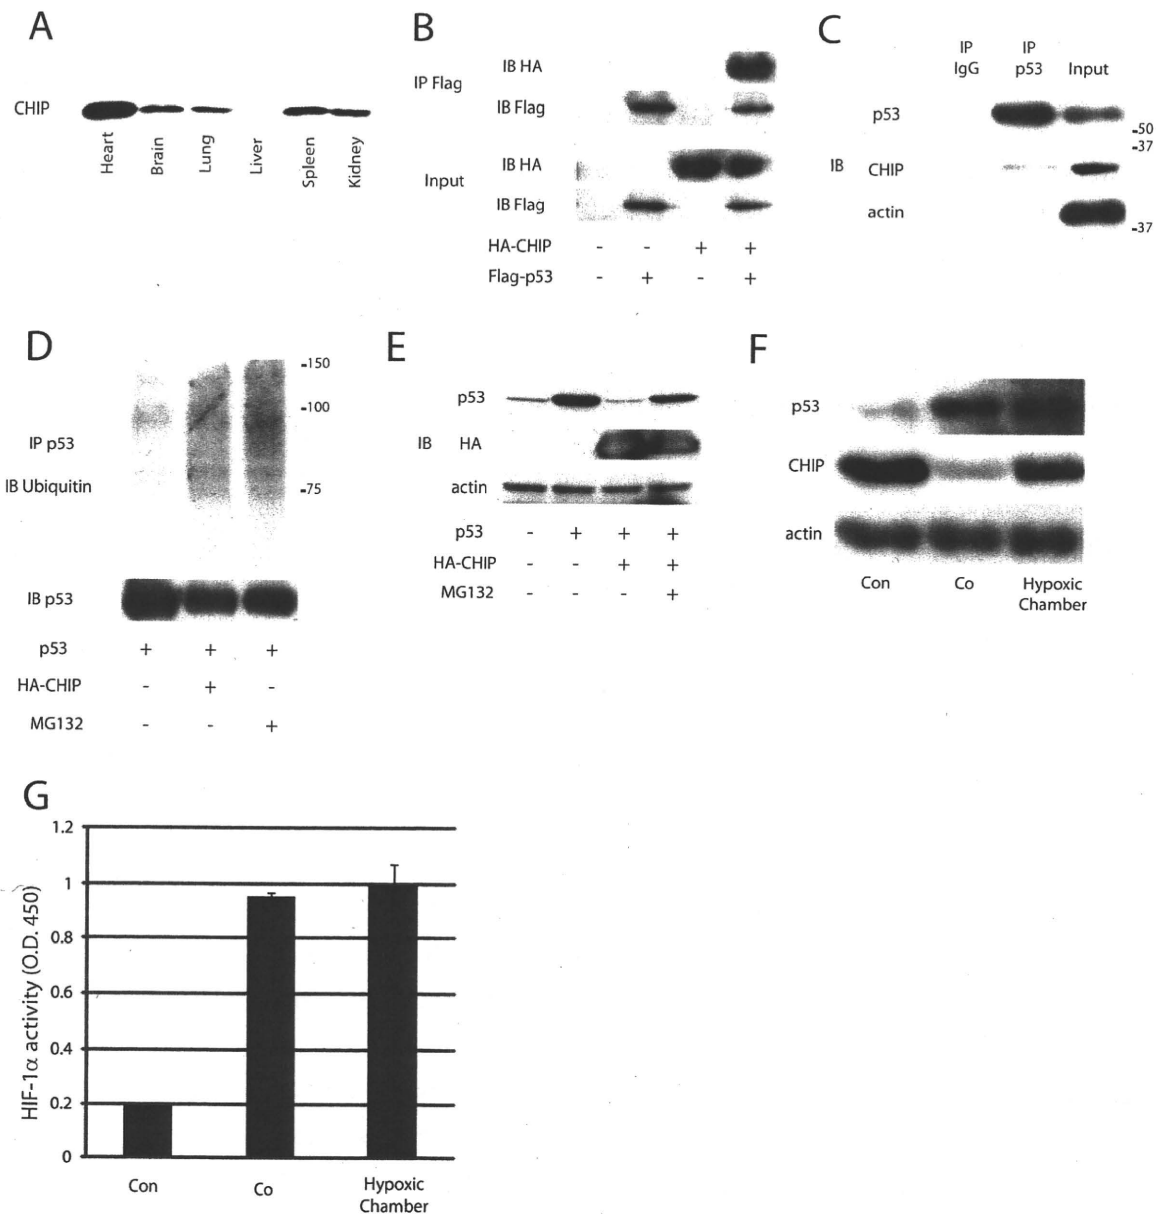 A
CHIP
Heart
Brain
Lung
Liver
Spleen
Kidney
B
IP Flag
IB HA
IB Flag
Input
IB HA
IB Flag
HA-CHIP - - + +
Flag-p53 - + - +
C
IP IP
IgG p53 Input
p53
-50
-37
IB CHIP
actin
-37
D
-150
-100
IP p53
IB Ubiquitin
-75
IB p53
p53 + + +
HA-CHIP - + -
MG132 - - +
E
p53
IB HA
actin
p53 - + + +
HA-CHIP - - + +
MG132 - - - +
F
p53
CHIP
actin
Con Co Hypoxic
Chamber
G
HIF-1α activity (O.D. 450)
1.2
1
0.8
0.6
0.4
0.2
0
Con Co Hypoxic
Chamber